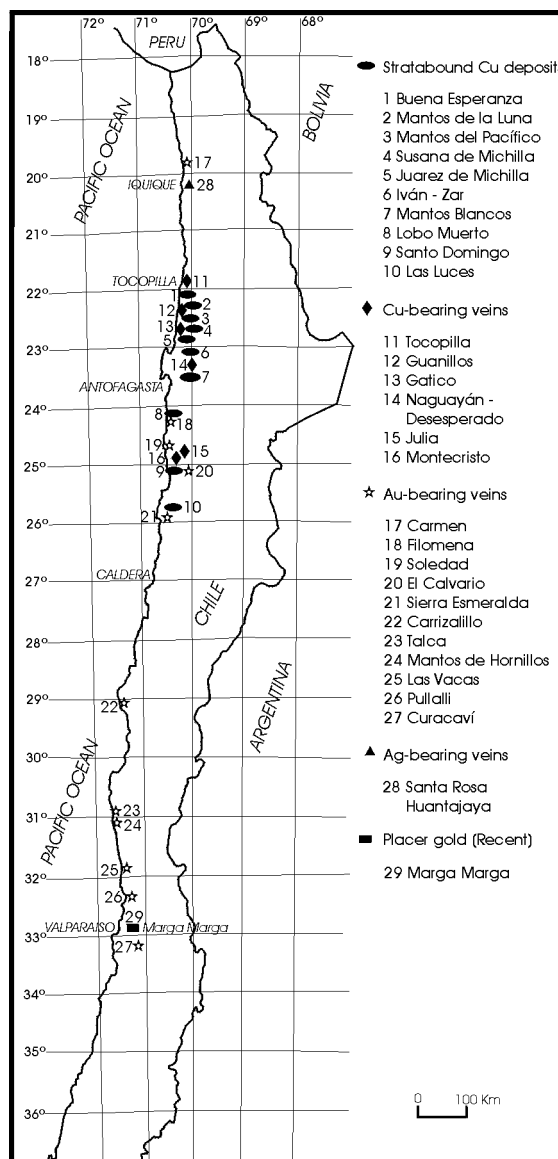 72° 71° 70° 69° 68°
PERU
18°
BOLIVIA
19°
PACIFIC OCEAN
17
20°
IQUIQUE 28
21°
TOCOPILLA 11
22° 1
2
12 3
13 4
5
23° 6
14
7
ANTOFAGASTA
24° 8
18
19 15
16
25° 9 20
10
26° 21
CALDERA
27°
CHILE
28°
ARGENTINA
29° 22
30°
PACIFIC OCEAN
31° 23
24
25
32°
26
29
VALPARAISO Marga Marga
33° 27
34°
35°
36°
Stratabound Cu deposit
1 Buena Esperanza
2 Mantos de la Luna
3 Mantos del Pacífico
4 Susana de Michilla
5 Juarez de Michilla
6 Iván - Zar
7 Mantos Blancos
8 Lobo Muerto
9 Santo Domingo
10 Las Luces
Cu-bearing veins
11 Tocopilla
12 Guanillos
13 Gatico
14 Naguayán -
Desesperado
15 Julia
16 Montecristo
Au-bearing veins
17 Carmen
18 Filomena
19 Soledad
20 El Calvario
21 Sierra Esmeralda
22 Carrizalillo
23 Talca
24 Mantos de Hornillos
25 Las Vacas
26 Pullalli
27 Curacaví
Ag-bearing veins
28 Santa Rosa
Huantajaya
Placer gold (Recent)
29 Marga Marga
0 100 Km